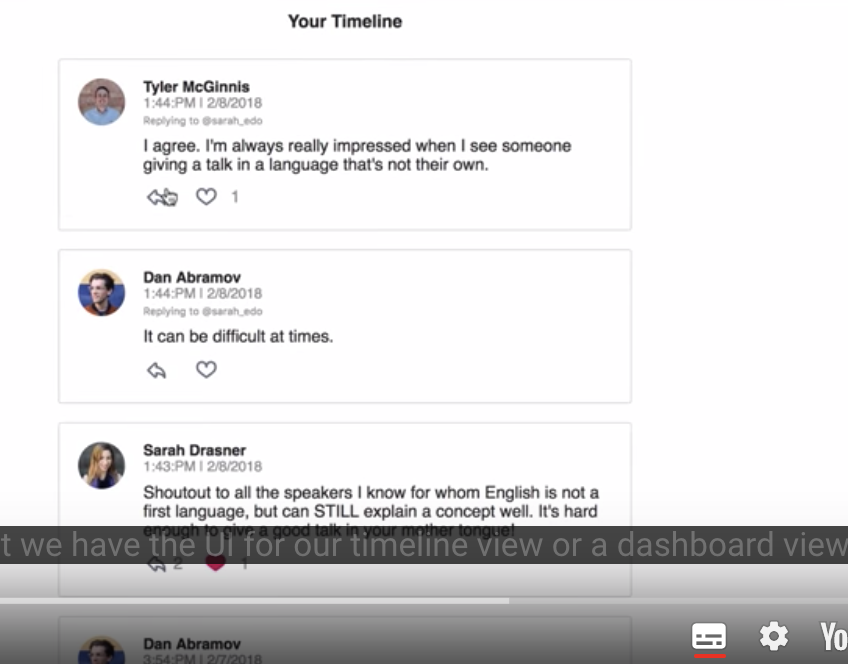 Your Timeline
Tyler McGinnis
1:44:PM | 2/8/2018
Replying to @sarah_edo
I agree. I'm always really impressed when I see someone
giving a talk in a language that's not their own.
1
Dan Abramov
1:44:PM | 2/8/2018
Replying to @sarah_edo
It can be difficult at times.
Sarah Drasner
1:43:PM | 2/8/2018
Shoutout to all the speakers I know for whom English is not a
first language, but can STILL explain a concept well. It's hard
enough to give a good talk in your mother tongue!
t we have the UI for our timeline view or a dashboard view
2 1
Yo
Dan Abramov
3:54:PM | 2/7/2018